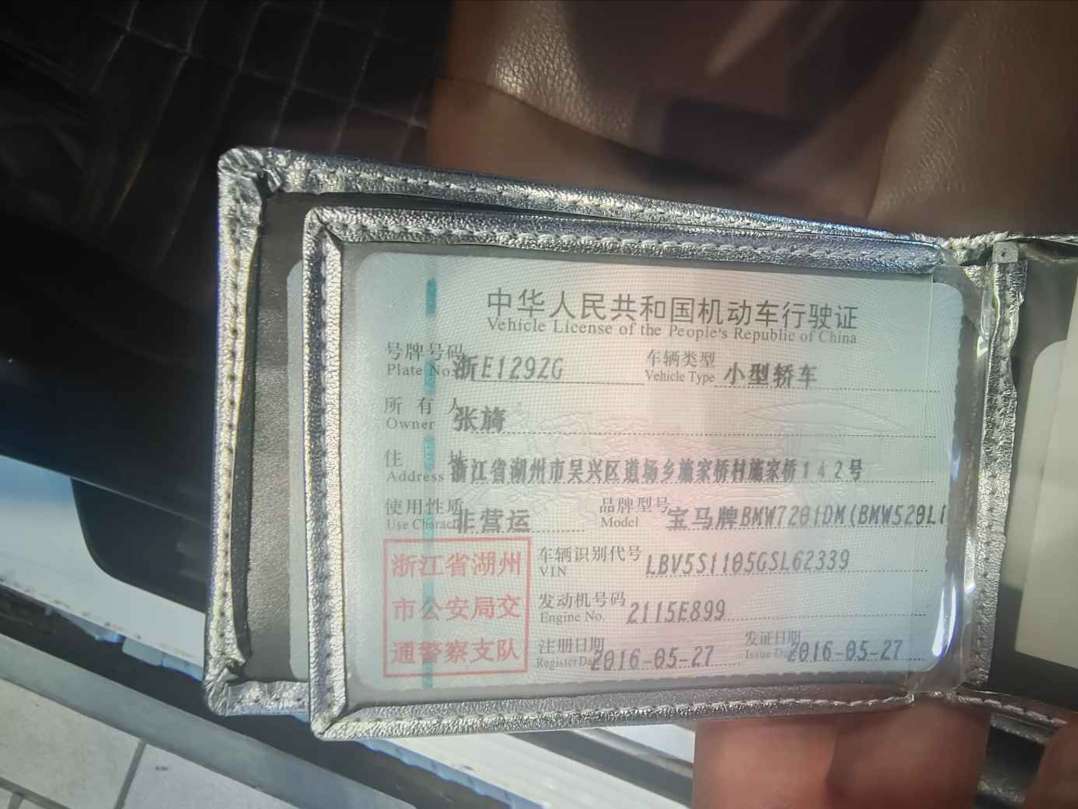 中华人民共和国机动车行驶证
Vehicle License of the People's Republic of China
号牌号码 浙E129ZG 车辆类型 小型轿车
Plate No. Vehicle Type
所有人 张旖
Owner
住址 浙江省湖州市吴兴区道场乡施家桥村施家桥142号
Address
使用性质 非营运 品牌型号 宝马牌BMW7201DM(BMW520Li
Use Charac Model
浙江省湖州
市公安局交
通警察支队
车辆识别代号 LBV5S1105GSL62339
VIN
发动机号码 2115E899
Engine No.
注册日期 2016-05-27 发证日期 2016-05-27
Register Da Issue Da